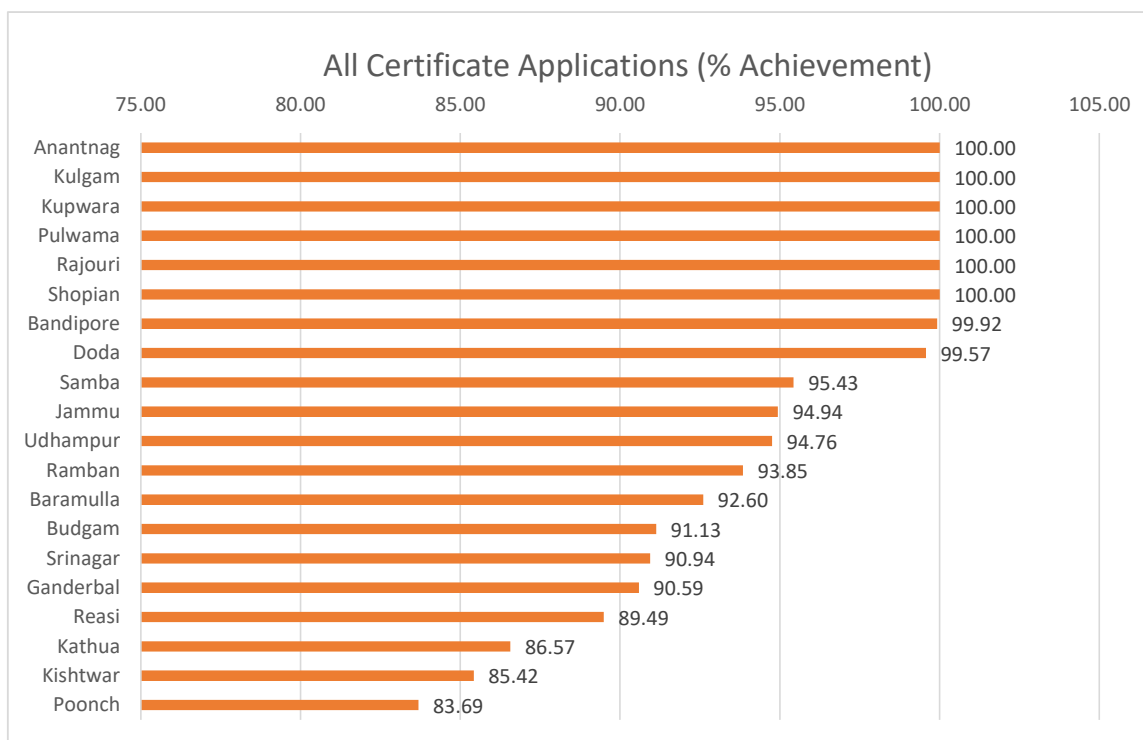 All Certificate Applications (% Achievement)
75.00 80.00 85.00 90.00 95.00 100.00 105.00
Anantnag 100.00
Kulgam 100.00
Kupwara 100.00
Pulwama 100.00
Rajouri 100.00
Shopian 100.00
Bandipore 99.92
Doda 99.57
Samba 95.43
Jammu 94.94
Udhampur 94.76
Ramban 93.85
Baramulla 92.60
Budgam 91.13
Srinagar 90.94
Ganderbal 90.59
Reasi 89.49
Kathua 86.57
Kishtwar 85.42
Poonch 83.69